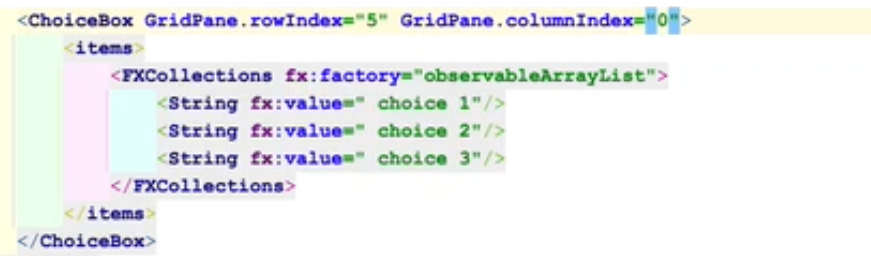 <ChoiceBox GridPane.rowIndex="5" GridPane.columnIndex="0">
<items>
<FXCollections fx:factory="observableArrayList">
<String fx:value=" choice 1"/>
<String fx:value=" choice 2"/>
<String fx:value=" choice 3"/>
</FXCollections>
</items>
</ChoiceBox>